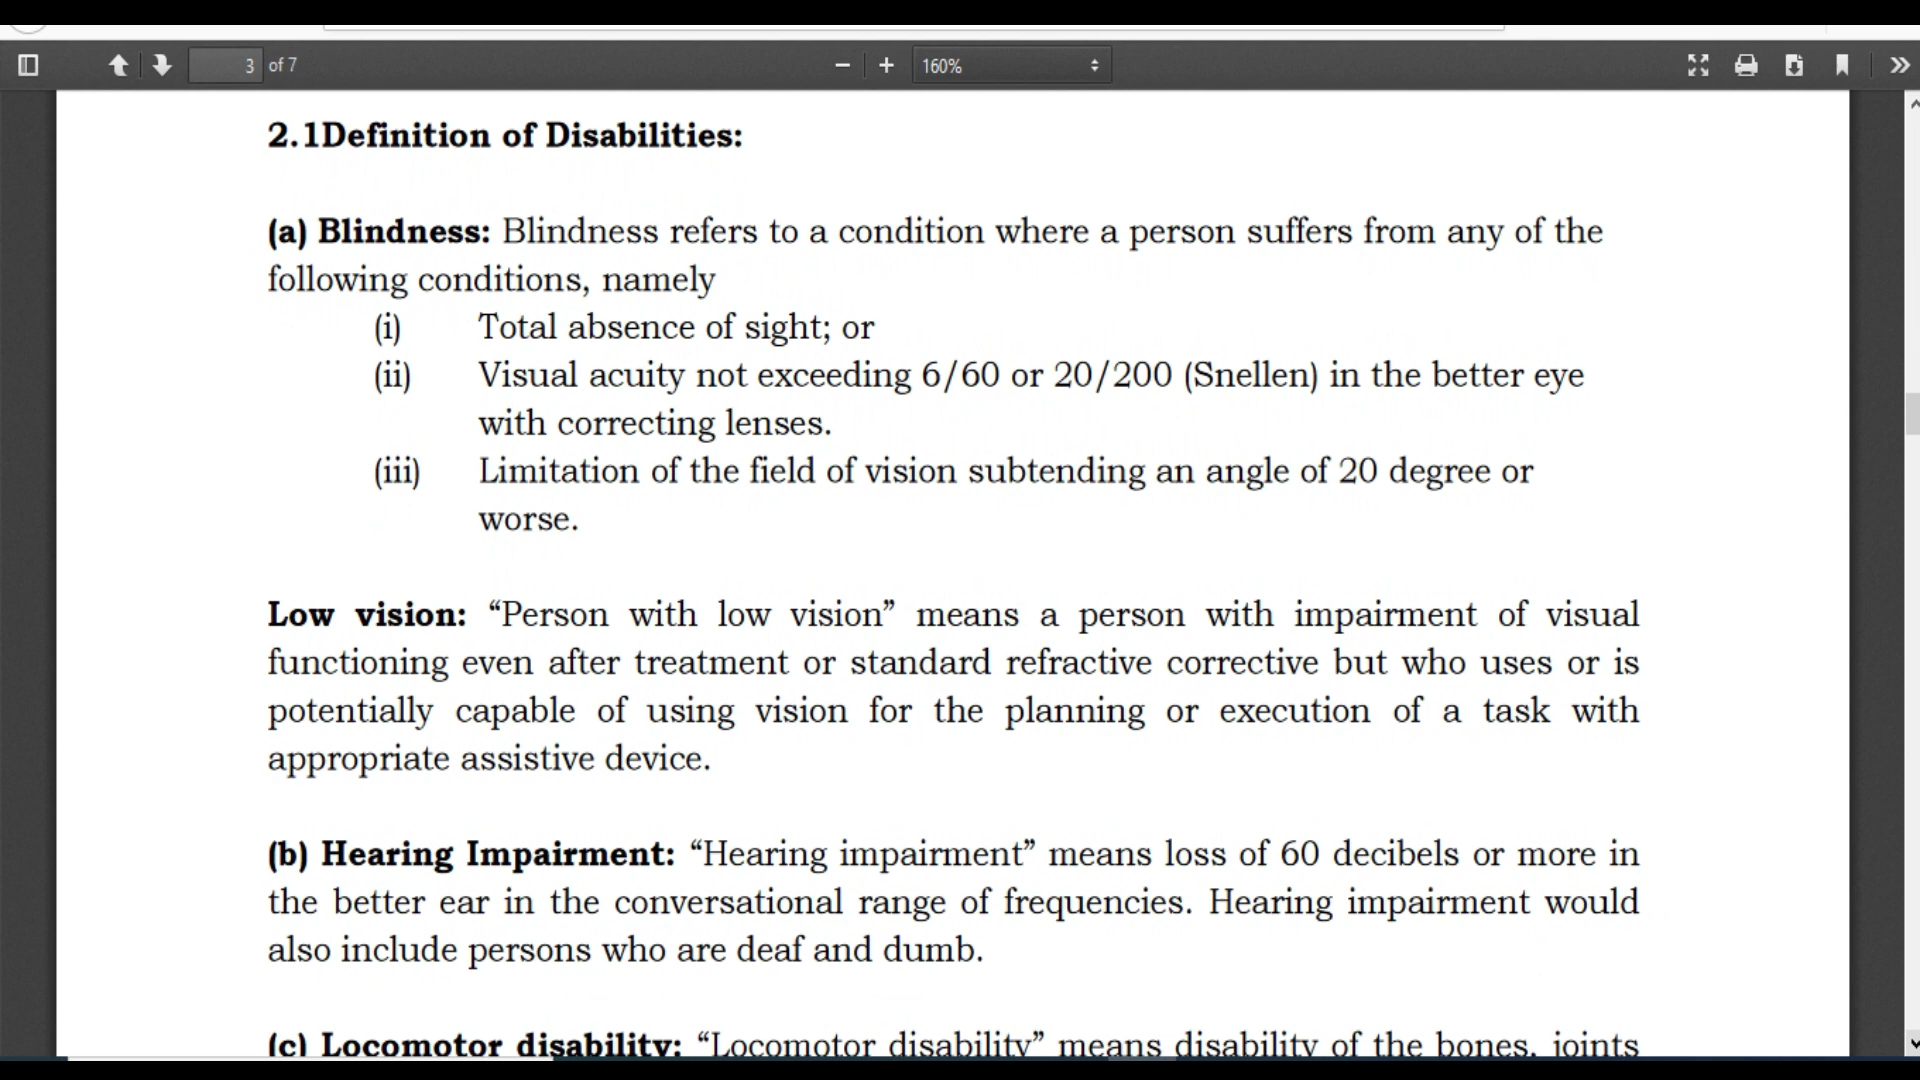 3 of 7
160%
2.1Definition of Disabilities:
(a) Blindness: Blindness refers to a condition where a person suffers from any of the
following conditions, namely
(i) Total absence of sight; or
(ii) Visual acuity not exceeding 6/60 or 20/200 (Snellen) in the better eye
with correcting lenses.
(iii) Limitation of the field of vision subtending an angle of 20 degree or
worse.
Low vision: “Person with low vision” means a person with impairment of visual
functioning even after treatment or standard refractive corrective but who uses or is
potentially capable of using vision for the planning or execution of a task with
appropriate assistive device.
(b) Hearing Impairment: “Hearing impairment” means loss of 60 decibels or more in
the better ear in the conversational range of frequencies. Hearing impairment would
also include persons who are deaf and dumb.
(c) Locomotor disability: “Locomotor disability” means disability of the bones, joints